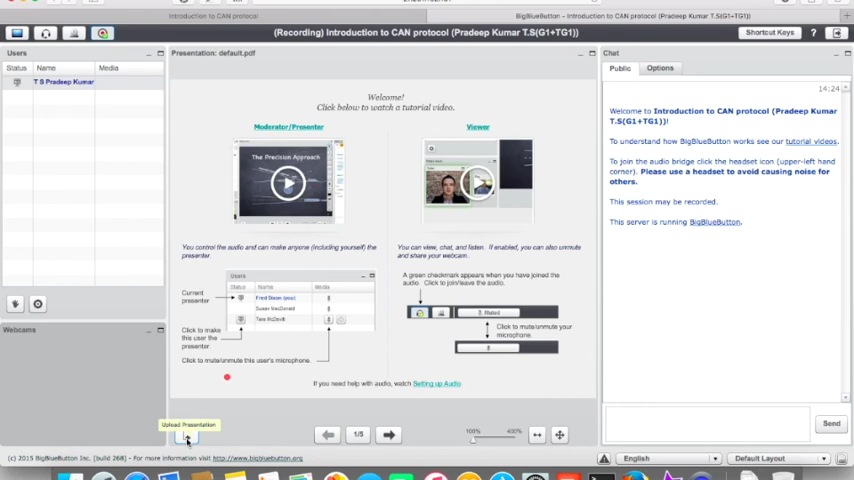 Introduction to CAN protocol
BigBlueButton - Introduction to CAN protocol (Pradeep Kumar T.S(G1+TG1))
(Recording) Introduction to CAN protocol (Pradeep Kumar T.S(G1+TG1)
Shortcut Keys
?
Users
Status Name Media
T S Pradeep Kumar
Webcams
Presentation: default.pdf
Welcome!
Click below to watch a tutorial video.
Moderator/Presenter
Viewer
The Precision Approach
You control the audio and can make anyone (including yourself) the
presenter.
You can view, chat, and listen. If enabled, you can also unmute
and share your webcam.
Users
Status Name Media
Fred Dixon (you)
Susan MacDonald
Tara McDevitt
Current
presenter
Click to make
this user the
presenter
Click to mute/unmute this user's microphone.
A green checkmark appears when you have joined the
audio. Click to join/leave the audio.
Muted
Click to mute/unmute your
microphone.
If you need help with audio, watch Setting up Audio.
Upload Presentation
1/5
100% 400%
Chat
Public Options
14:24
Welcome to Introduction to CAN protocol (Pradeep Kumar
T.S(G1+TG1))!
To understand how BigBlueButton works see our tutorial videos.
To join the audio bridge click the headset icon (upper-left hand
corner). Please use a headset to avoid causing noise for
others.
This session may be recorded.
This server is running BigBlueButton.
Send
(c) 2015 BigBlueButton Inc. [build 268] - For more information visit http://www.bigbluebutton.org
English
Default Layout